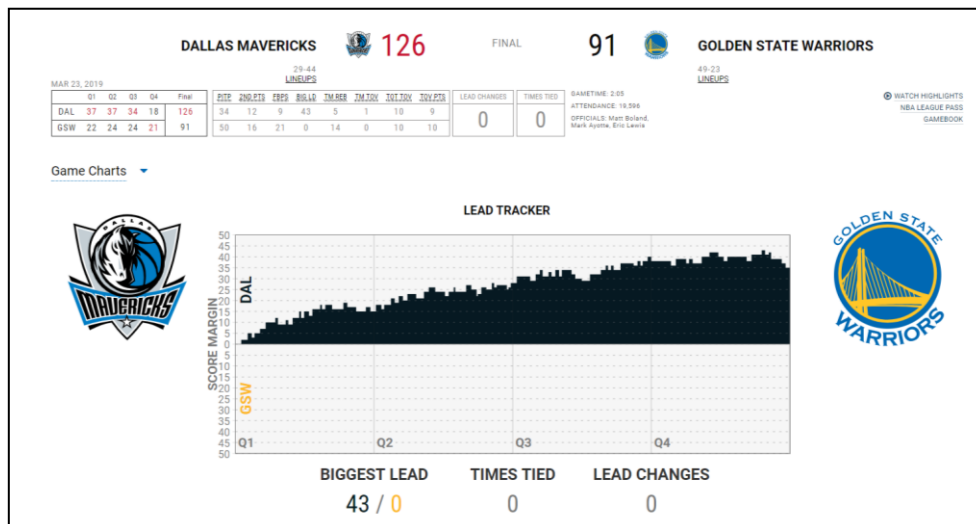 DALLAS MAVERICKS 126 FINAL 91 GOLDEN STATE WARRIORS
29-44 49-23
LINEUPS LINEUPS
MAR 23, 2019
Q1 Q2 Q3 Q4 Final
DAL 37 37 34 18 126
GSW 22 24 24 21 91
PITP 2ND PTS FBPS BIG LD TM REB TM TOV TOT TOV TOV PTS
34 12 9 43 5 1 10 9
50 16 21 0 14 0 10 10
LEAD CHANGES TIMES TIED
0 0
GAMETIME: 2:05
ATTENDANCE: 19,596
OFFICIALS: Matt Boland,
Mark Ayotte, Eric Lewis
WATCH HIGHLIGHTS
NBA LEAGUE PASS
GAMEBOOK
Game Charts
DALLAS
MAVERICKS
LEAD TRACKER
50
45
40
35
30
25
20
15
10
5
0
5
10
15
20
25
30
35
40
45
50
SCORE MARGIN
DAL
GSW
Q1 Q2 Q3 Q4
GOLDEN STATE
WARRIORS
BIGGEST LEAD TIMES TIED LEAD CHANGES
43 / 0 0 0